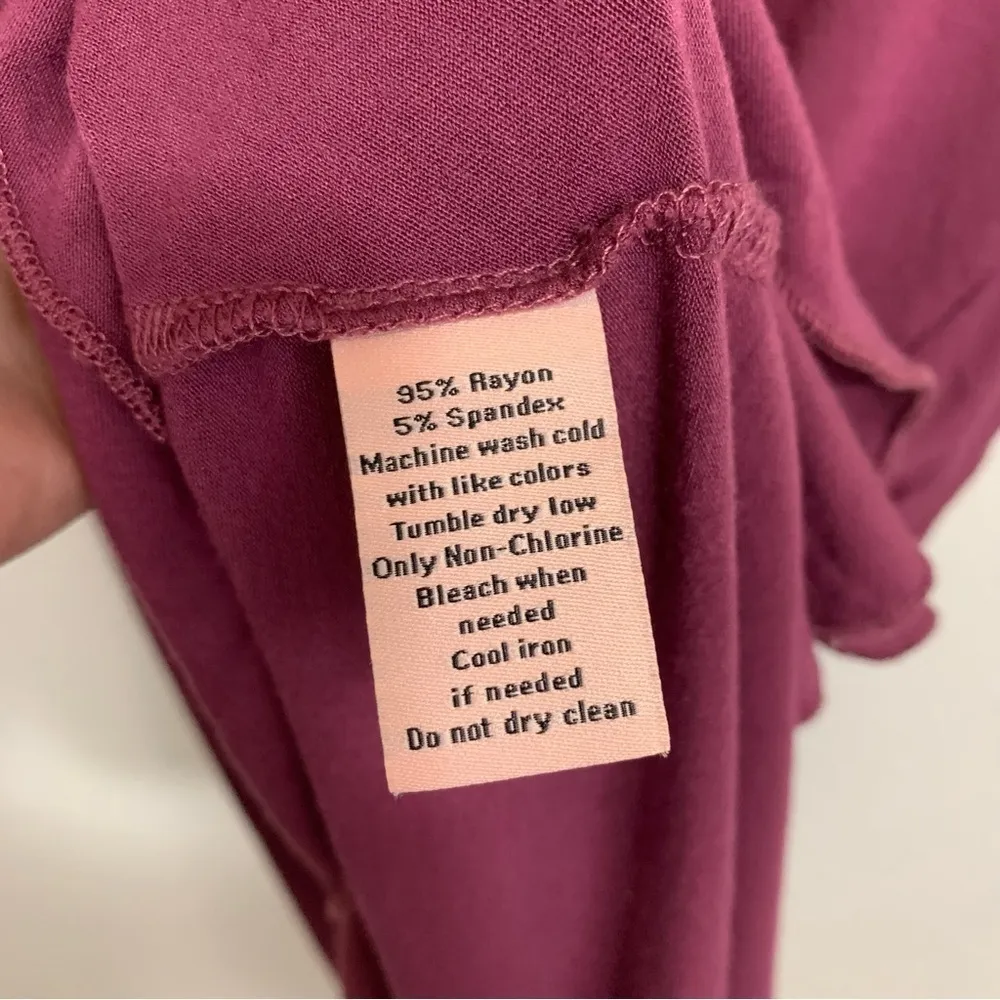 95% Rayon
5% Spandex
Machine wash cold
with like colors
Tumble dry low
Only Non-Chlorine
Bleach when
needed
Cool iron
if needed
Do not dry clean